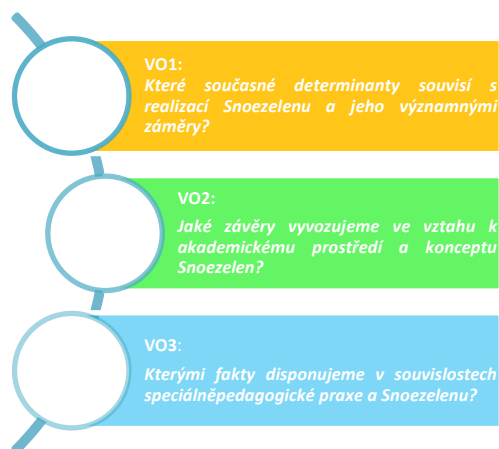 VO1:
Které současné determinanty souvisí s
realizací Snoezelenu a jeho významnými
záměry?
VO2:
Jaké závěry vyvozujeme ve vztahu k
akademickému prostředí a konceptu
Snoezelen?
VO3:
Kterými fakty disponujeme v souvislostech
speciálněpedagogické praxe a Snoezelenu?